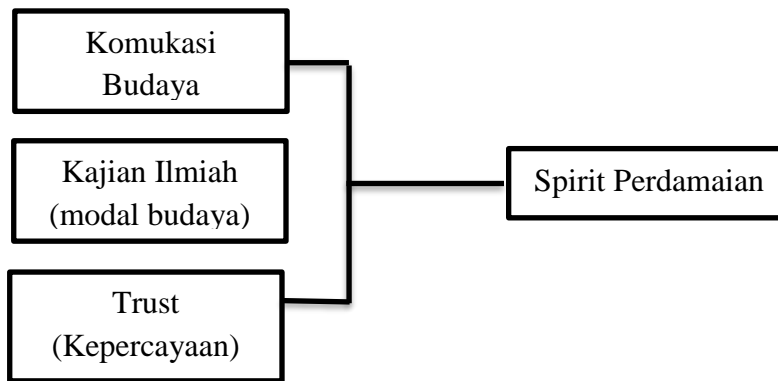 Komukasi
Budaya
Kajian Ilmiah
(modal budaya)
Spirit Perdamaian
Trust
(Kepercayaan)